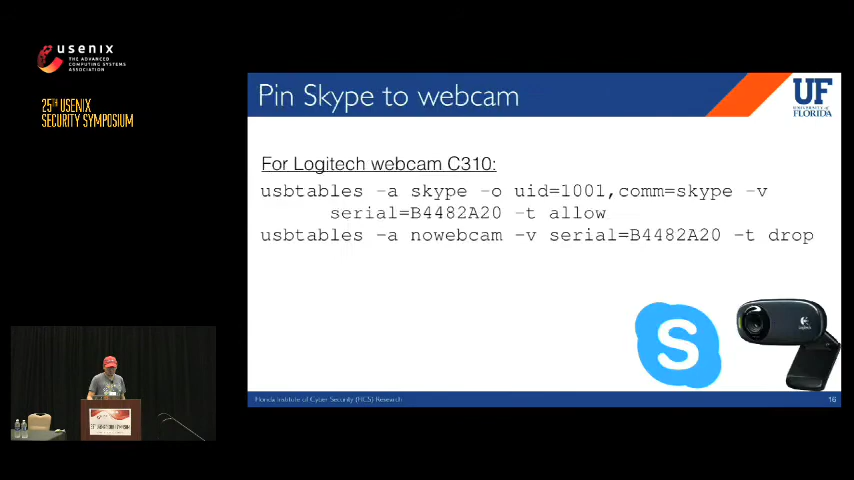 usenix
THE ADVANCED
COMPUTING SYSTEMS
ASSOCIATION
25TH USENIX
SECURITY SYMPOSIUM
Pin Skype to webcam
UF
UNIVERSITY of
FLORIDA
For Logitech webcam C310:
usbtables -a skype -o uid=1001,comm=skype -v
serial=B4482A20 -t allow
usbtables -a nowebcam -v serial=B4482A20 -t drop
S
Florida Institute of Cyber Security (FICS) Research
16